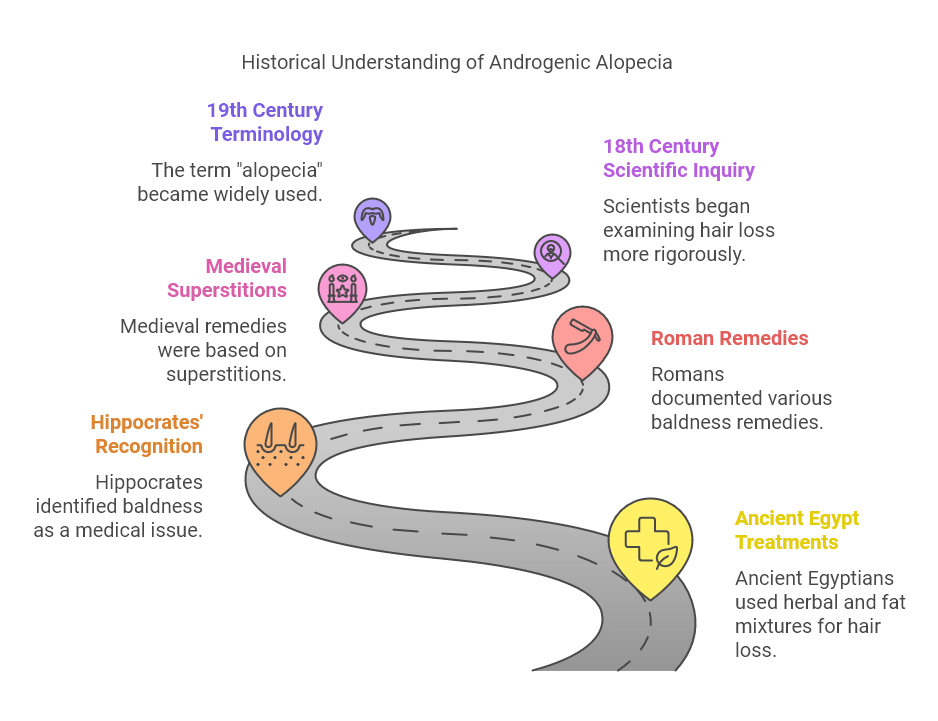 Historical Understanding of Androgenic Alopecia
19th Century
Terminology
The term "alopecia"
became widely used.
18th Century
Scientific Inquiry
Scientists began
examining hair loss
more rigorously.
Medieval
Superstitions
Medieval remedies
were based on
superstitions.
Roman Remedies
Romans
documented various
baldness remedies.
Hippocrates'
Recognition
Hippocrates
identified baldness
as a medical issue.
Ancient Egypt
Treatments
Ancient Egyptians
used herbal and fat
mixtures for hair
loss.